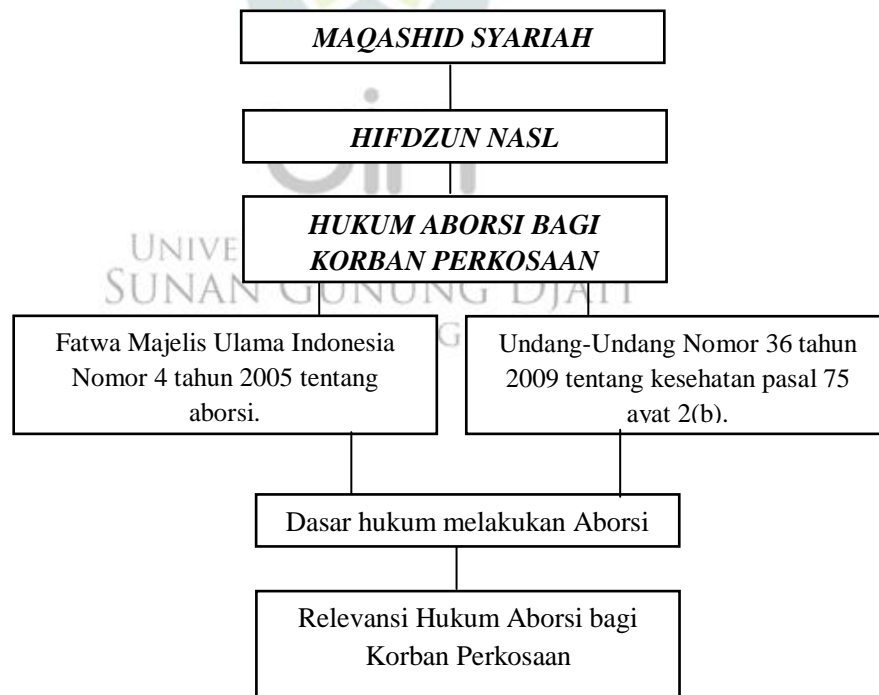 MAQASHID SYARIAH
HIFDZUN NASL
HUKUM ABORSI BAGI
KORBAN PERKOSAAN
UNIVE
SUNAN GUNUNG DJATI
Fatwa Majelis Ulama Indonesia
Nomor 4 tahun 2005 tentang
aborsi.
Undang-Undang Nomor 36 tahun
2009 tentang kesehatan pasal 75
ayat 2(b).
Dasar hukum melakukan Aborsi
Relevansi Hukum Aborsi bagi
Korban Perkosaan